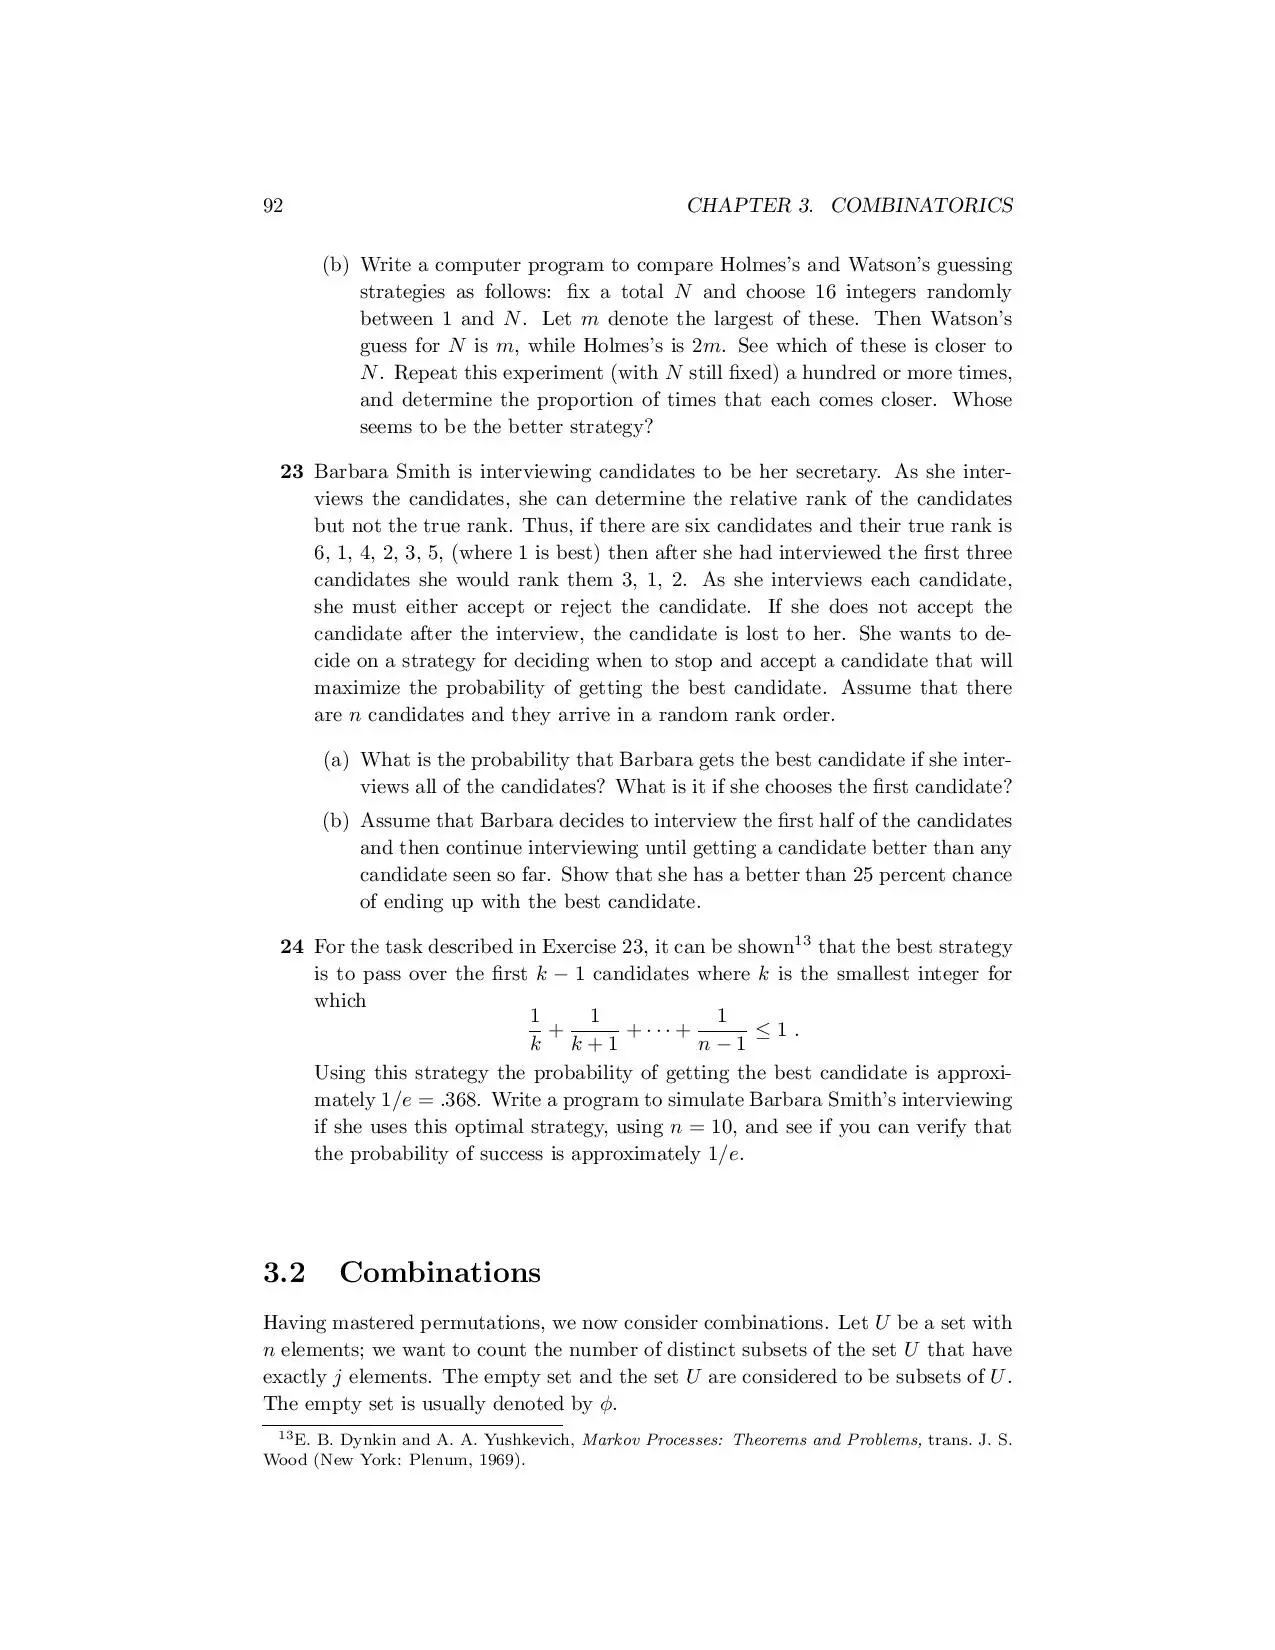 92 CHAPTER 3. COMBINATORICS
(b) Write a computer program to compare Holmes's and Watson's guessing
strategies as follows: fix a total N and choose 16 integers randomly
between 1 and N. Let m denote the largest of these. Then Watson's
guess for N is m, while Holmes's is 2m. See which of these is closer to
N. Repeat this experiment (with N still fixed) a hundred or more times,
and determine the proportion of times that each comes closer. Whose
seems to be the better strategy?
23 Barbara Smith is interviewing candidates to be her secretary. As she inter-
views the candidates, she can determine the relative rank of the candidates
but not the true rank. Thus, if there are six candidates and their true rank is
6, 1, 4, 2, 3, 5, (where 1 is best) then after she had interviewed the first three
candidates she would rank them 3, 1, 2. As she interviews each candidate,
she must either accept or reject the candidate. If she does not accept the
candidate after the interview, the candidate is lost to her. She wants to de-
cide on a strategy for deciding when to stop and accept a candidate that will
maximize the probability of getting the best candidate. Assume that there
are n candidates and they arrive in a random rank order.
(a) What is the probability that Barbara gets the best candidate if she inter-
views all of the candidates? What is it if she chooses the first candidate?
(b) Assume that Barbara decides to interview the first half of the candidates
and then continue interviewing until getting a candidate better than any
candidate seen so far. Show that she has a better than 25 percent chance
of ending up with the best candidate.
24 For the task described in Exercise 23, it can be shown¹³ that the best strategy
is to pass over the first k − 1 candidates where k is the smallest integer for
which
1/k + 1/(k + 1) + · · · + 1/(n − 1) ≤ 1 .
Using this strategy the probability of getting the best candidate is approxi-
mately 1/e = .368. Write a program to simulate Barbara Smith's interviewing
if she uses this optimal strategy, using n = 10, and see if you can verify that
the probability of success is approximately 1/e.
3.2 Combinations
Having mastered permutations, we now consider combinations. Let U be a set with
n elements; we want to count the number of distinct subsets of the set U that have
exactly j elements. The empty set and the set U are considered to be subsets of U.
The empty set is usually denoted by ϕ.
¹³E. B. Dynkin and A. A. Yushkevich, Markov Processes: Theorems and Problems, trans. J. S.
Wood (New York: Plenum, 1969).